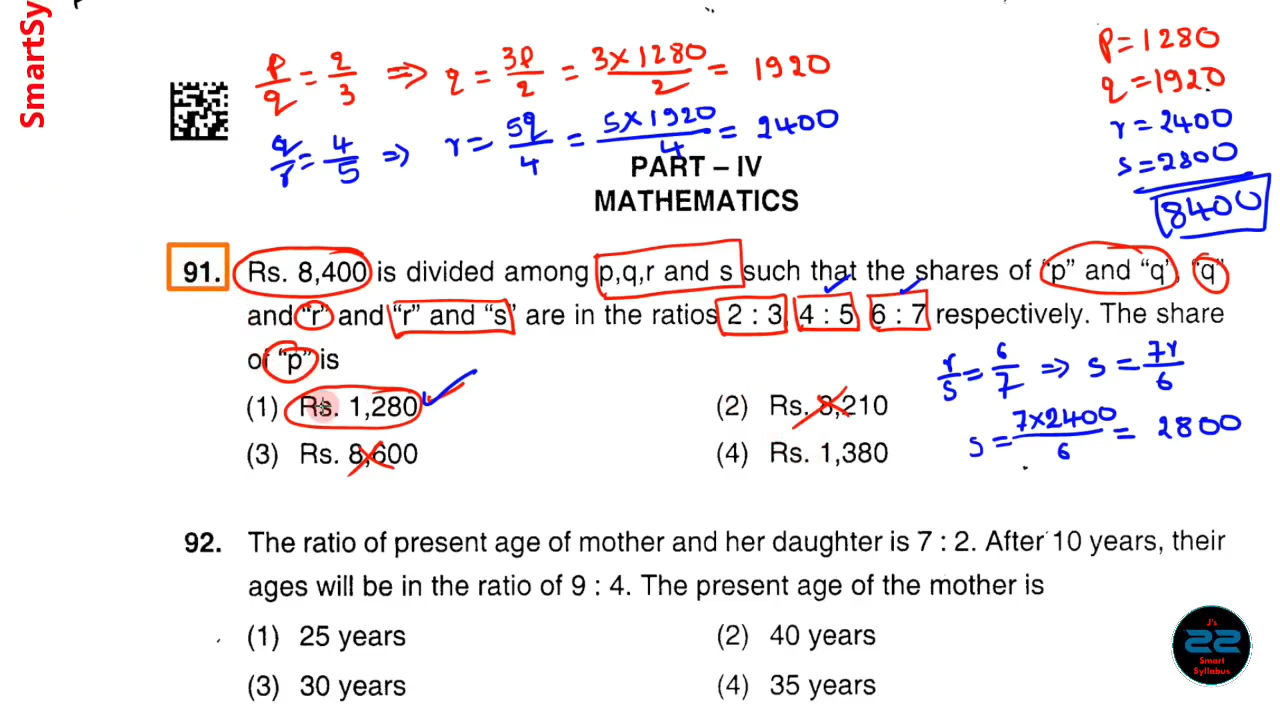 SmartSy
p/q = 2/3 ⇒ q = 3p/2 = 3×1280/2 = 1920
q/r = 4/5 ⇒ r = 5q/4 = 5×1920/4 = 2400
p=1280
q=1920
r=2400
s=2800
8400
PART – IV
MATHEMATICS
91. Rs. 8,400 is divided among p,q,r and s such that the shares of "p" and "q", "q"
and "r" and "r" and "s" are in the ratios 2 : 3, 4 : 5, 6 : 7 respectively. The share
of "p" is
(1) Rs. 1,280 (2) Rs. 8,210
(3) Rs. 8,600 (4) Rs. 1,380
r/s = 6/7 ⇒ s = 7r/6
s = 7×2400/6 = 2800
92. The ratio of present age of mother and her daughter is 7 : 2. After 10 years, their
ages will be in the ratio of 9 : 4. The present age of the mother is
(1) 25 years (2) 40 years
(3) 30 years (4) 35 years
J's
22
Smart
Syllabus